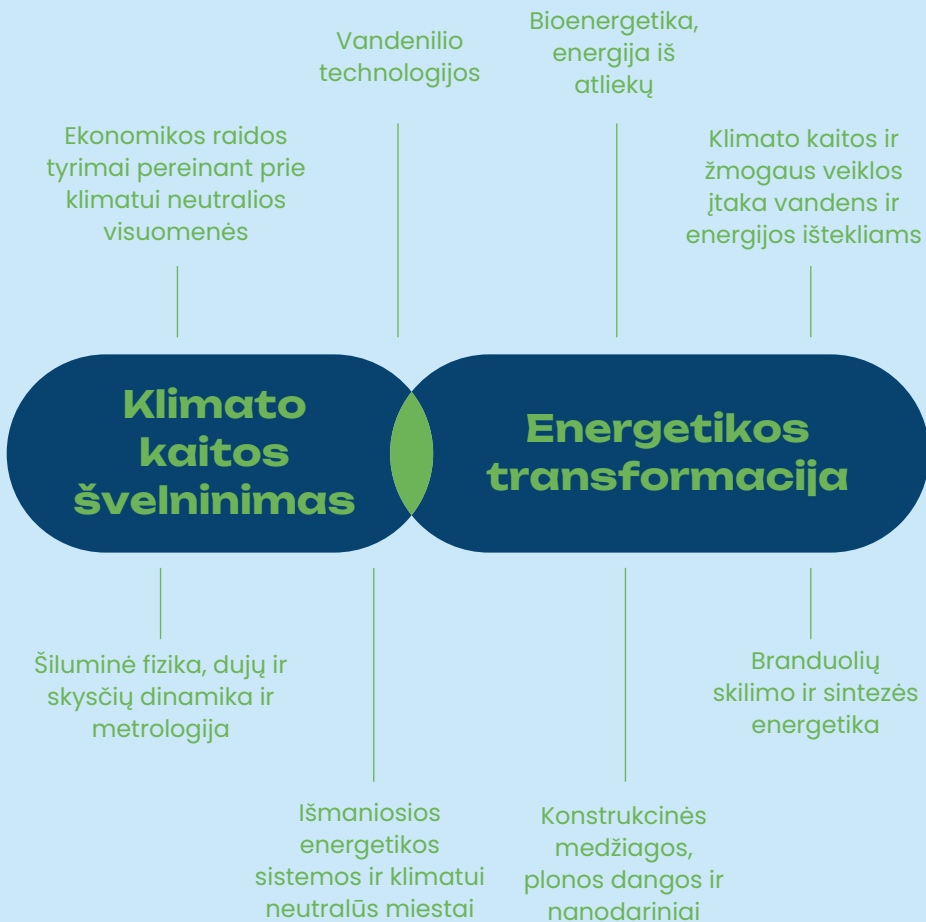 Vandenilio
technologijos
Bioenergetika,
energija iš
atliekų
Ekonomikos raidos
tyrimai pereinant prie
klimatui neutralios
visuomenės
Klimato kaitos ir
žmogaus veiklos
įtaka vandens ir
energijos ištekliams
Klimato
kaitos
švelninimas
Energetikos
transformacija
Šiluminė fizika, dujų ir
skysčių dinamika ir
metrologija
Branduolių
skilimo ir sintezės
energetika
Išmaniosios
energetikos
sistemos ir klimatui
neutralūs miestai
Konstrukcinės
medžiagos,
plonos dangos ir
nanodariniai